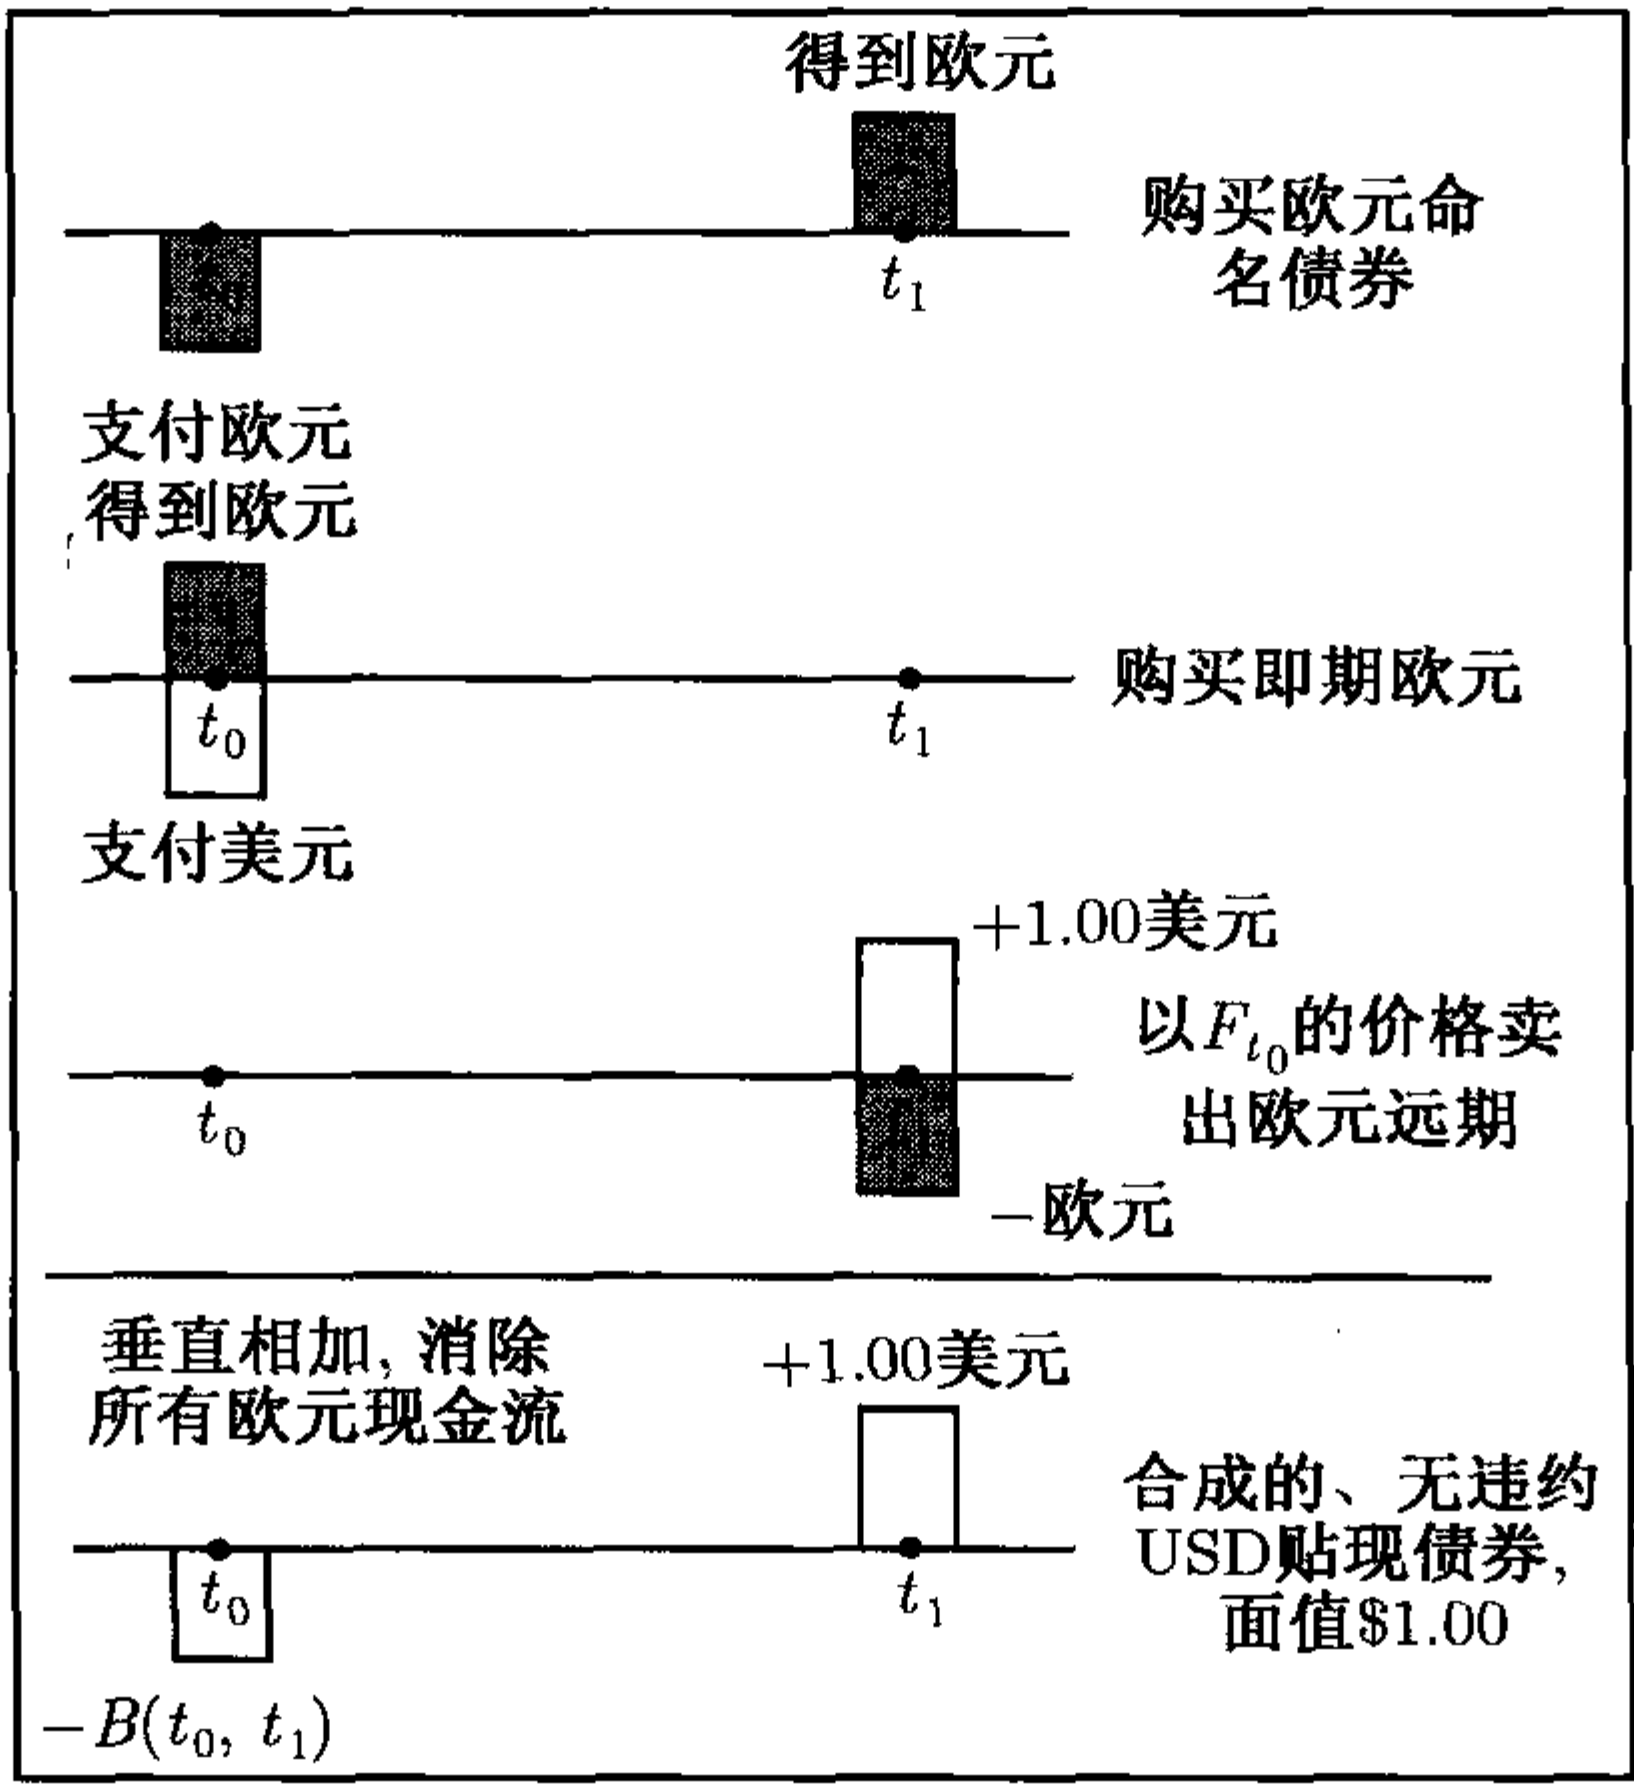 得到欧元
购买欧元命
名债券
t₁
支付欧元
得到欧元
购买即期欧元
t₀
t₁
支付美元
+1.00美元
以Fₜ₀的价格卖
出欧元远期
t₀
−欧元
垂直相加, 消除
所有欧元现金流
+1.00美元
合成的、无违约
USD贴现债券,
面值$1.00
t₀
t₁
−B(t₀, t₁)